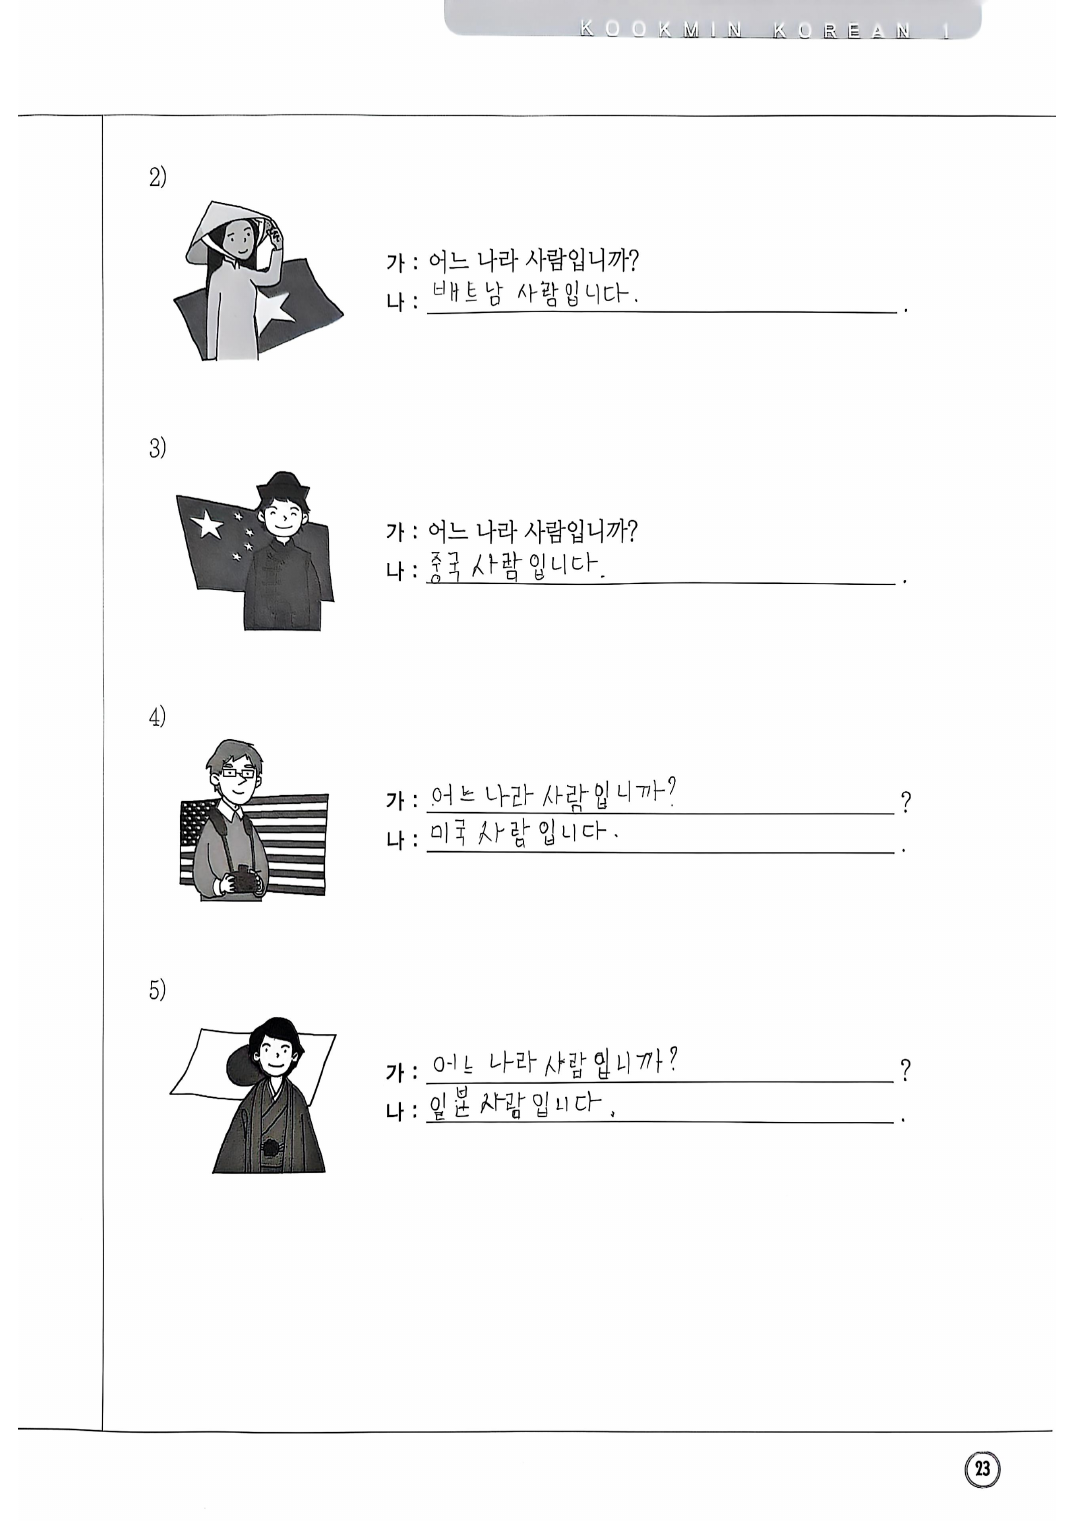 KOOKMIN KOREAN 1
2)
가 : 어느 나라 사람입니까?
나 : 베트남 사람입니다. .
3)
가 : 어느 나라 사람입니까?
나 : 중국 사람입니다. .
4)
가 : 어느 나라 사람입니까? ?
나 : 미국 사람입니다. .
5)
가 : 어느 나라 사람입니까? ?
나 : 일본 사람입니다. .
23